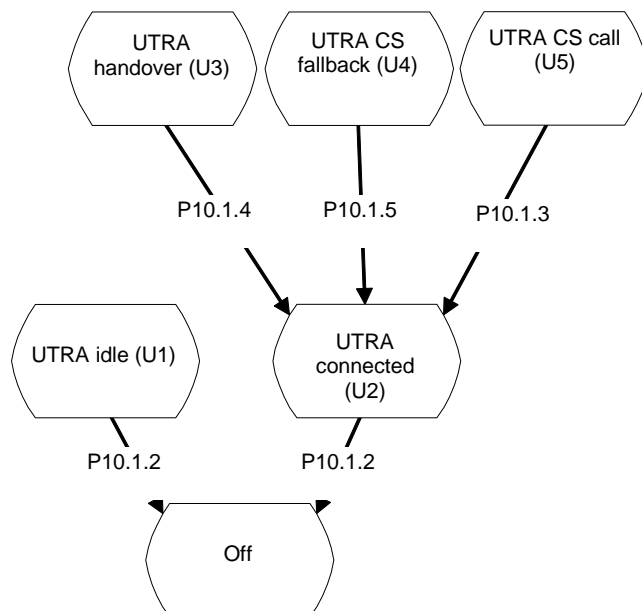 UTRA
handover (U3)
UTRA CS
fallback (U4)
UTRA CS call
(U5)
P10.1.4
P10.1.5
P10.1.3
UTRA idle (U1)
UTRA
connected
(U2)
P10.1.2
P10.1.2
Off